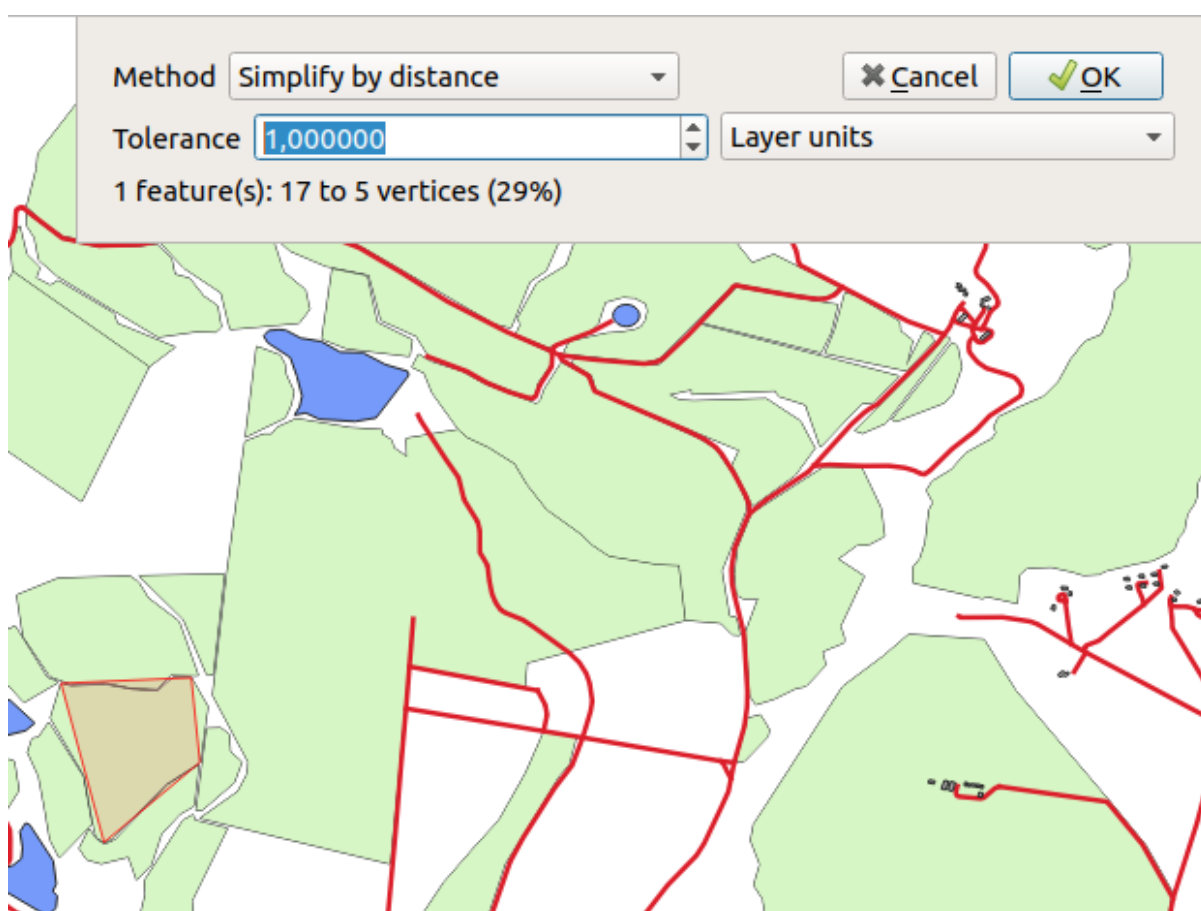 Method Simplify by distance Cancel OK
Tolerance 1,000000 Layer units
1 feature(s): 17 to 5 vertices (29%)